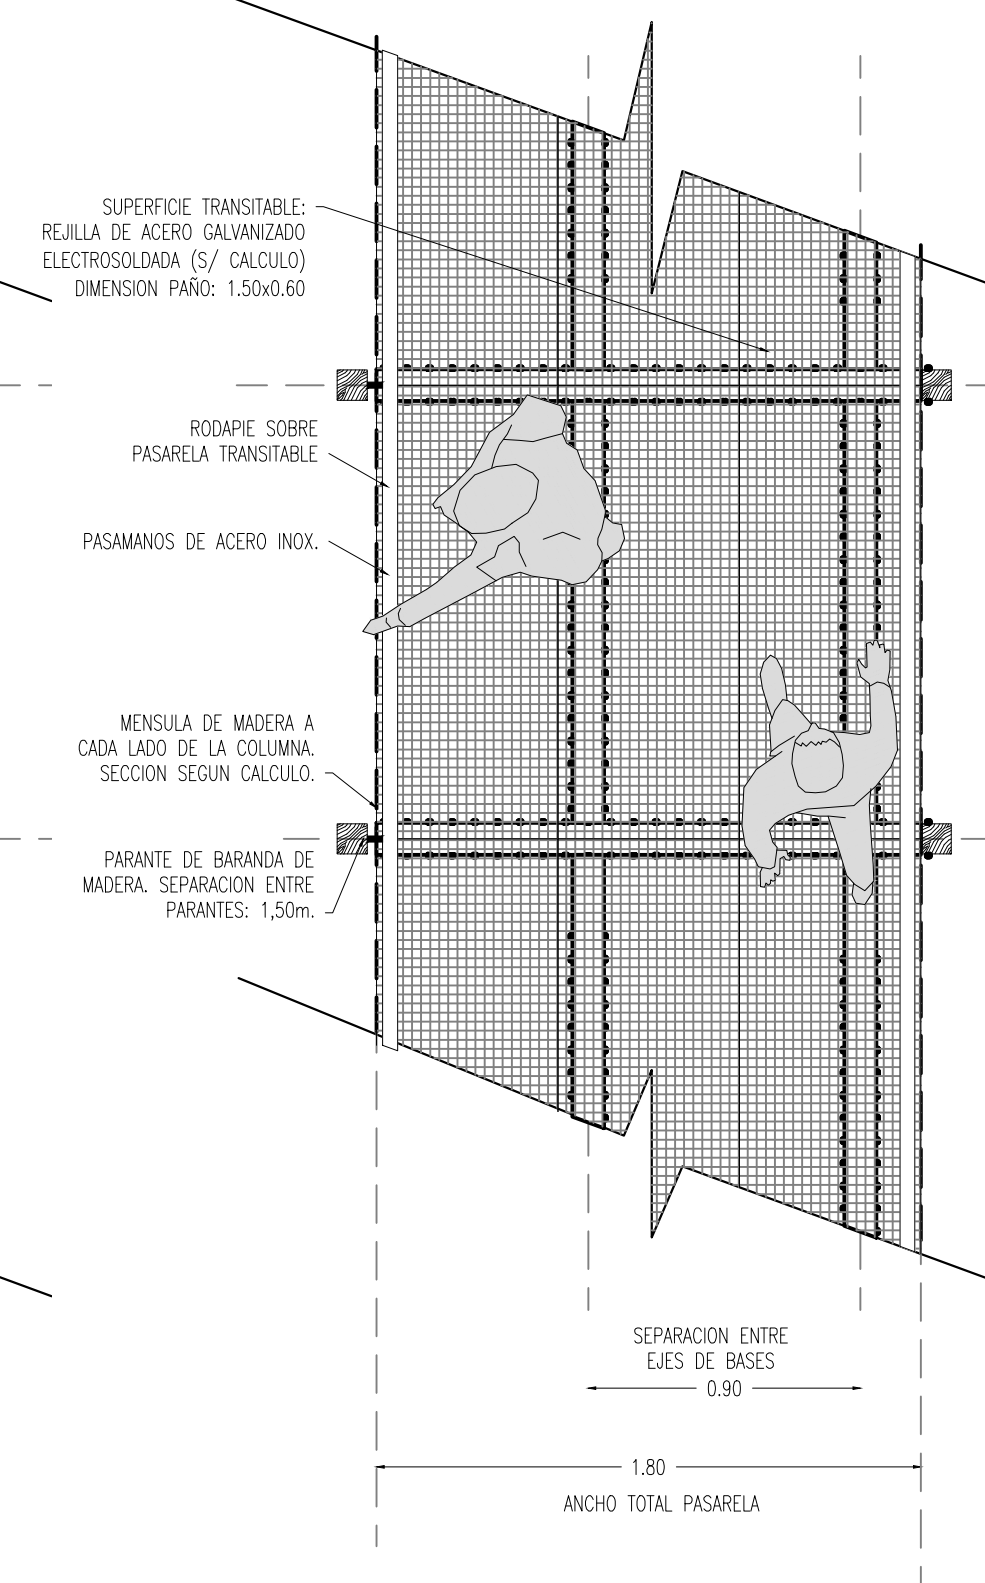 SUPERFICIE TRANSITABLE:
REJILLA DE ACERO GALVANIZADO
ELECTROSOLDADA (S/ CALCULO)
DIMENSION PAÑO: 1.50x0.60
RODAPIE SOBRE
PASARELA TRANSITABLE
PASAMANOS DE ACERO INOX.
MENSULA DE MADERA A
CADA LADO DE LA COLUMNA.
SECCION SEGUN CALCULO.
PARANTE DE BARANDA DE
MADERA. SEPARACION ENTRE
PARANTES: 1,50m.
SEPARACION ENTRE
EJES DE BASES
0.90
1.80
ANCHO TOTAL PASARELA